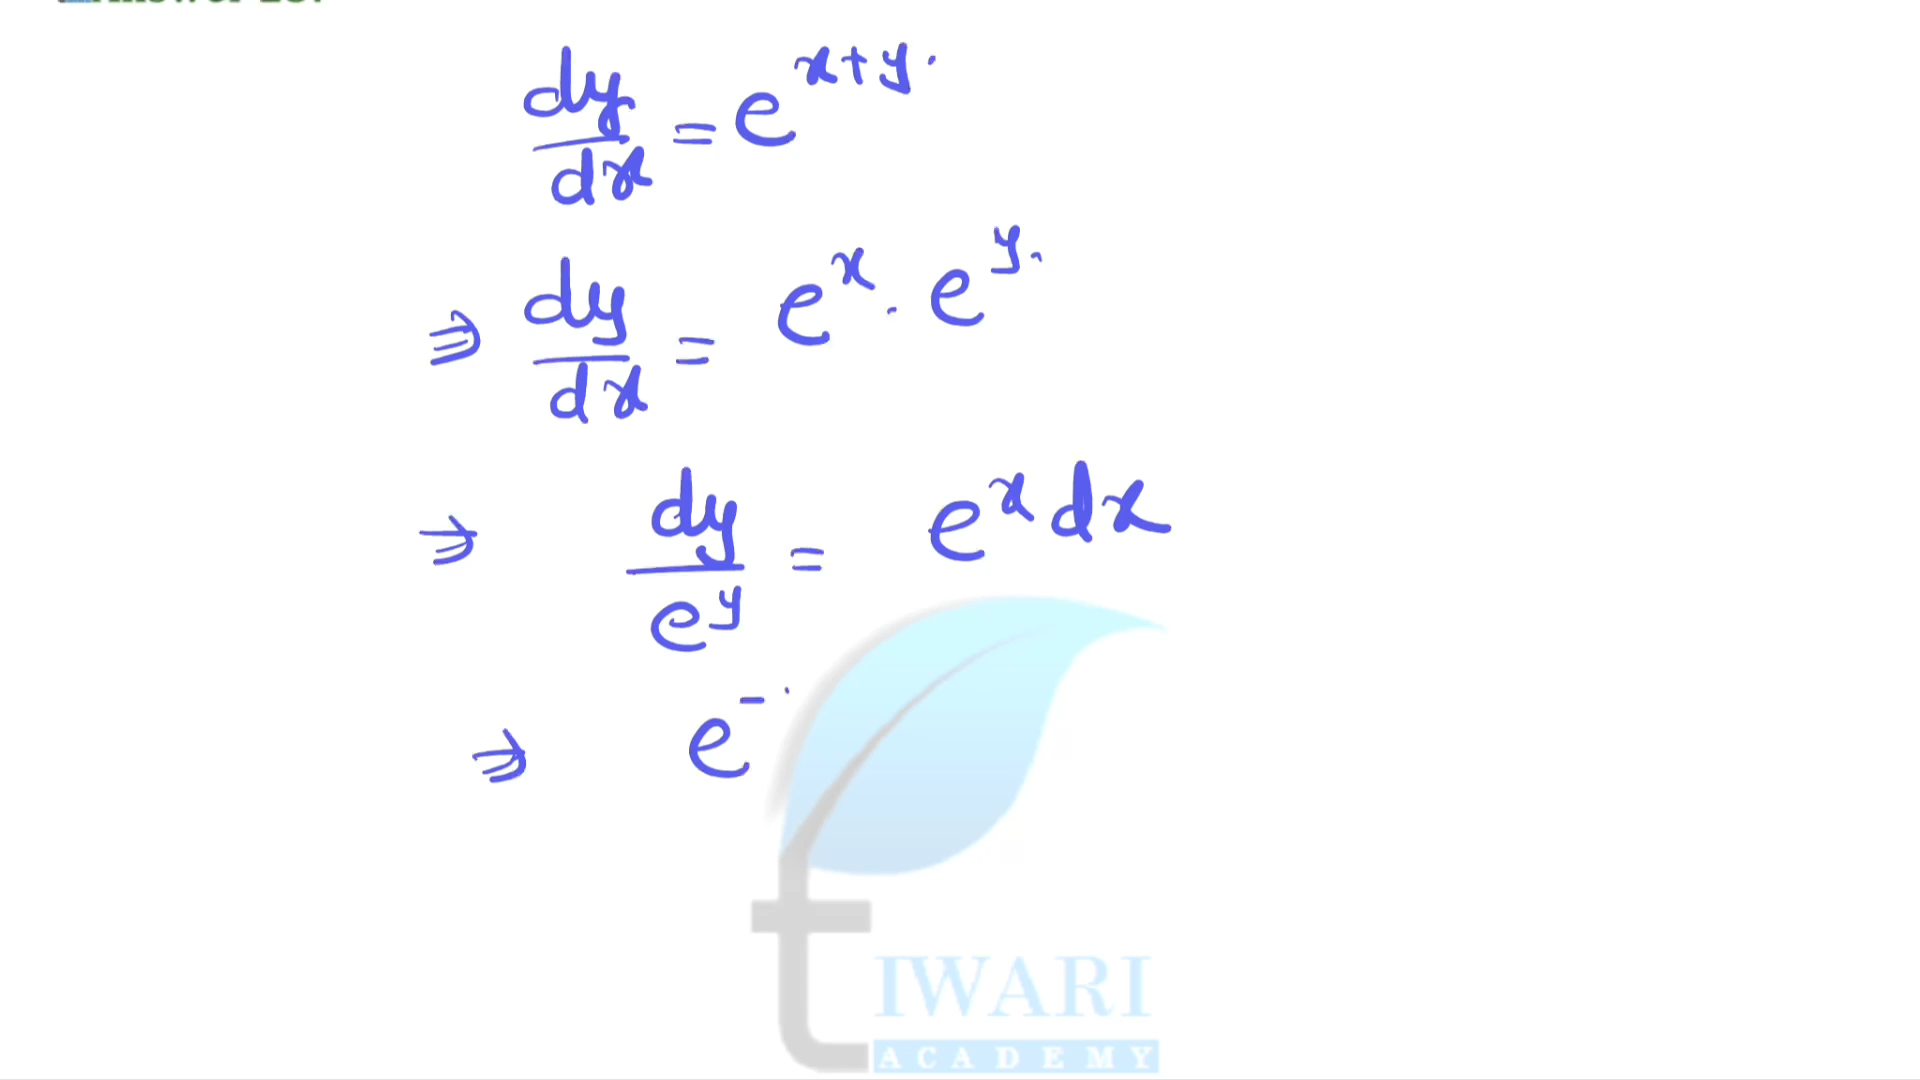 dy/dx = e^{x+y}.
⇒ dy/dx = e^x . e^y.
⇒ dy/e^y = e^x dx
⇒ e^-
TIWARI
ACADEMY